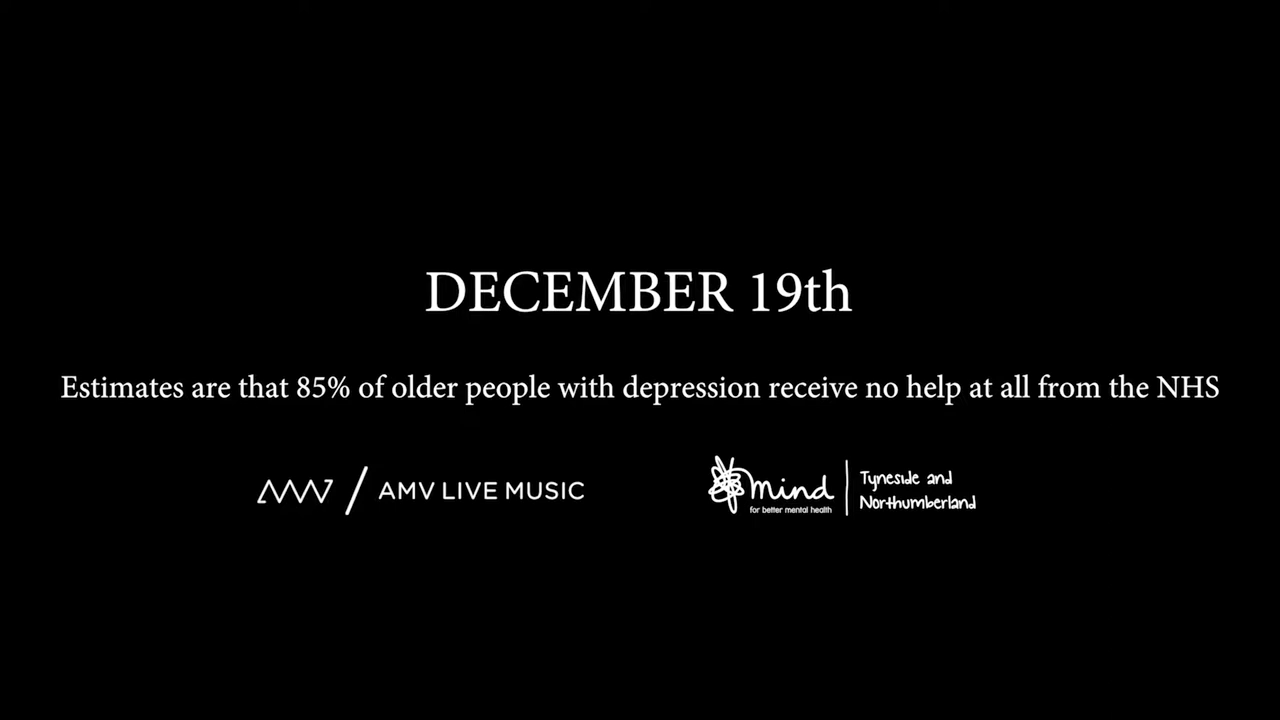 DECEMBER 19th
Estimates are that 85% of older people with depression receive no help at all from the NHS
AMV / AMV LIVE MUSIC
mind
for better mental health
Tyneside and
Northumberland